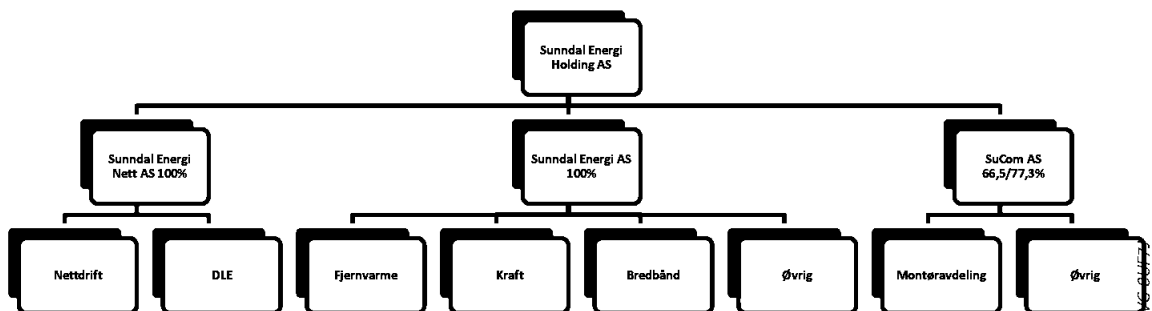 Sunndal Energi
Holding AS
Sunndal Energi
Nett AS 100%
Sunndal Energi AS
100%
SuCom AS
66,5/77,3%
Nettdrift
DLE
Fjernvarme
Kraft
Bredbånd
Øvrig
Montøravdeling
Øvrig